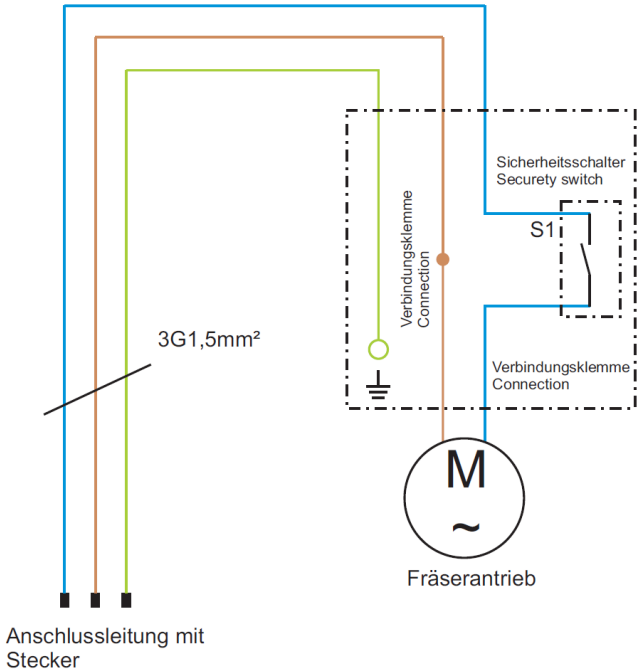 Sicherheitsschalter
Securety switch
S1
Verbindungsklemme
Connection
3G1,5mm²
Verbindungsklemme
Connection
M
~
Fräserantrieb
Anschlussleitung mit
Stecker